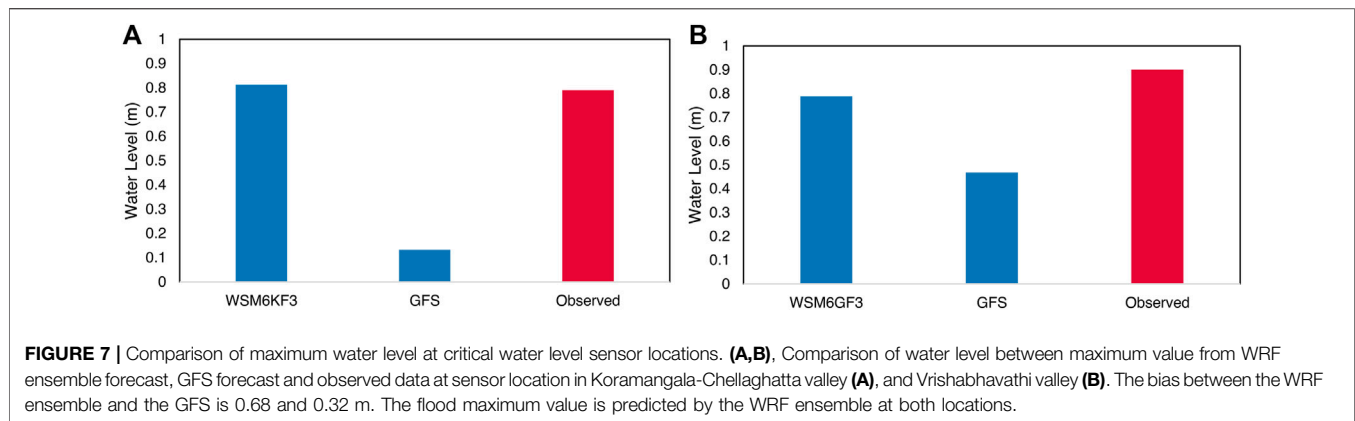 A
Water Level (m)
1
0.9
0.8
0.7
0.6
0.5
0.4
0.3
0.2
0.1
0
WSM6KF3 GFS Observed
B
Water Level (m)
1
0.9
0.8
0.7
0.6
0.5
0.4
0.3
0.2
0.1
0
WSM6GF3 GFS Observed
FIGURE 7 | Comparison of maximum water level at critical water level sensor locations. (A,B), Comparison of water level between maximum value from WRF
ensemble forecast, GFS forecast and observed data at sensor location in Koramangala-Chellaghatta valley (A), and Vrishabhavathi valley (B). The bias between the WRF
ensemble and the GFS is 0.68 and 0.32 m. The flood maximum value is predicted by the WRF ensemble at both locations.